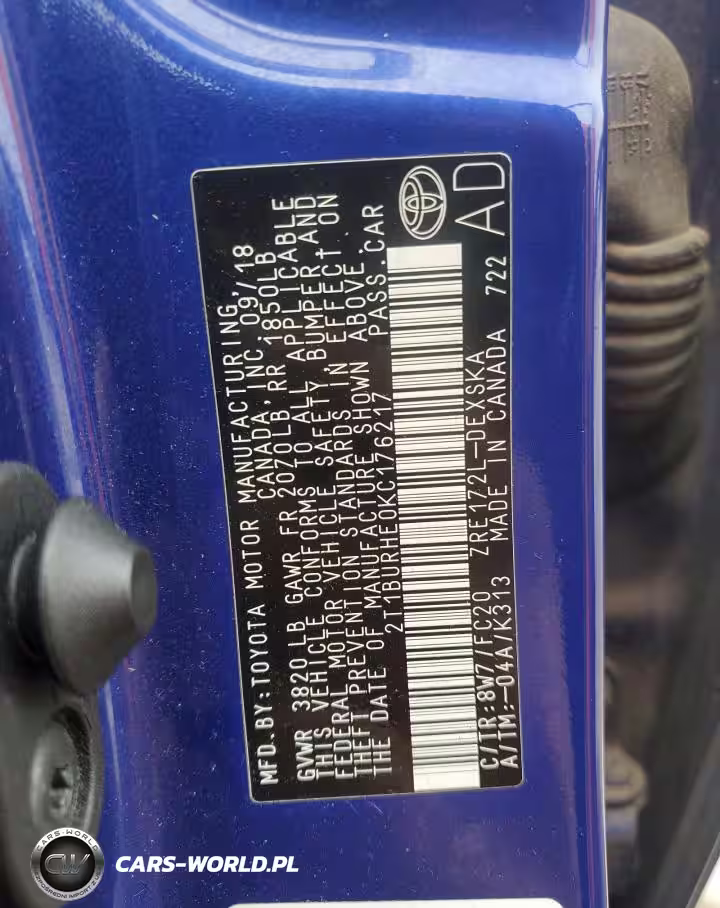 MFD.BY:TOYOTA MOTOR MANUFACTURING,
CANADA, INC. 09/18
GVWR 3820 LB GAWR FR 2070LB, RR 1850LB
THIS VEHICLE CONFORMS TO ALL APPLICABLE
FEDERAL MOTOR VEHICLE SAFETY, BUMPER AND
THEFT PREVENTION STANDARDS IN EFFECT ON
THE DATE OF MANUFACTURE SHOWN ABOVE.
2T1BURHE0KC176217 PASS.CAR
C/TR:8W7/FC20 ZRE172L-DEXSKA
A/TM:-04A/K313 MADE IN CANADA 722
AD
CARS-WORLD
CW
CARS-WORLD.PL